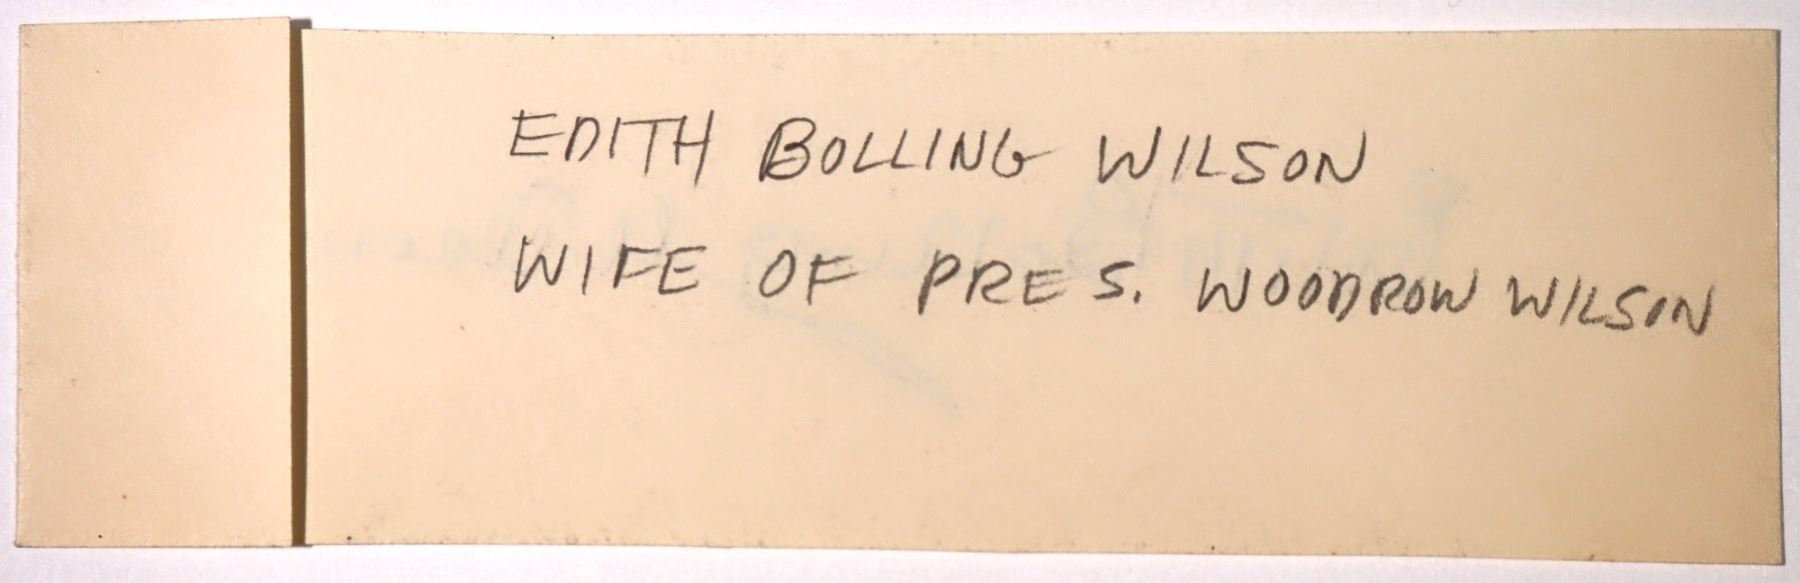 EDITH BOLLING WILSON
WIFE OF PRES. WOODROW WILSON